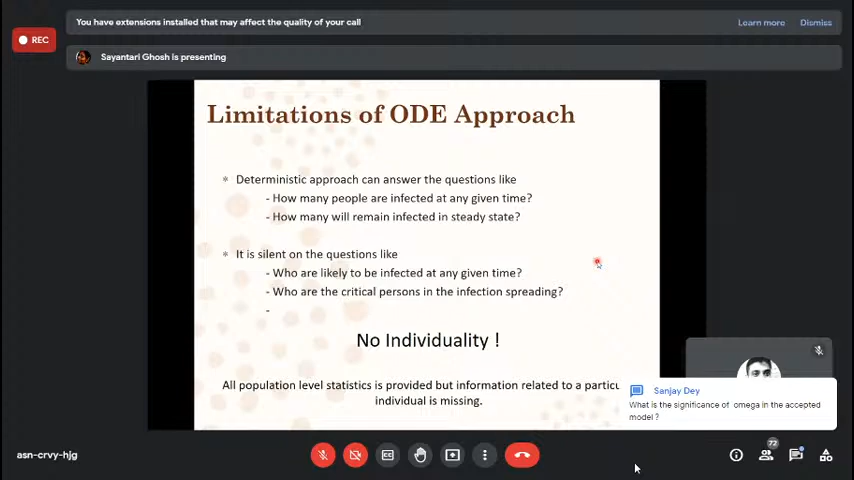 You have extensions installed that may affect the quality of your call
Learn more
Dismiss
REC
Sayantari Ghosh is presenting
Limitations of ODE Approach
* Deterministic approach can answer the questions like
- How many people are infected at any given time?
- How many will remain infected in steady state?
* It is silent on the questions like
- Who are likely to be infected at any given time?
- Who are the critical persons in the infection spreading?
-
No Individuality !
All population level statistics is provided but information related to a particu
individual is missing.
Sanjay Dey
What is the significance of omega in the accepted
model ?
asn-crvy-hjg
CC
77